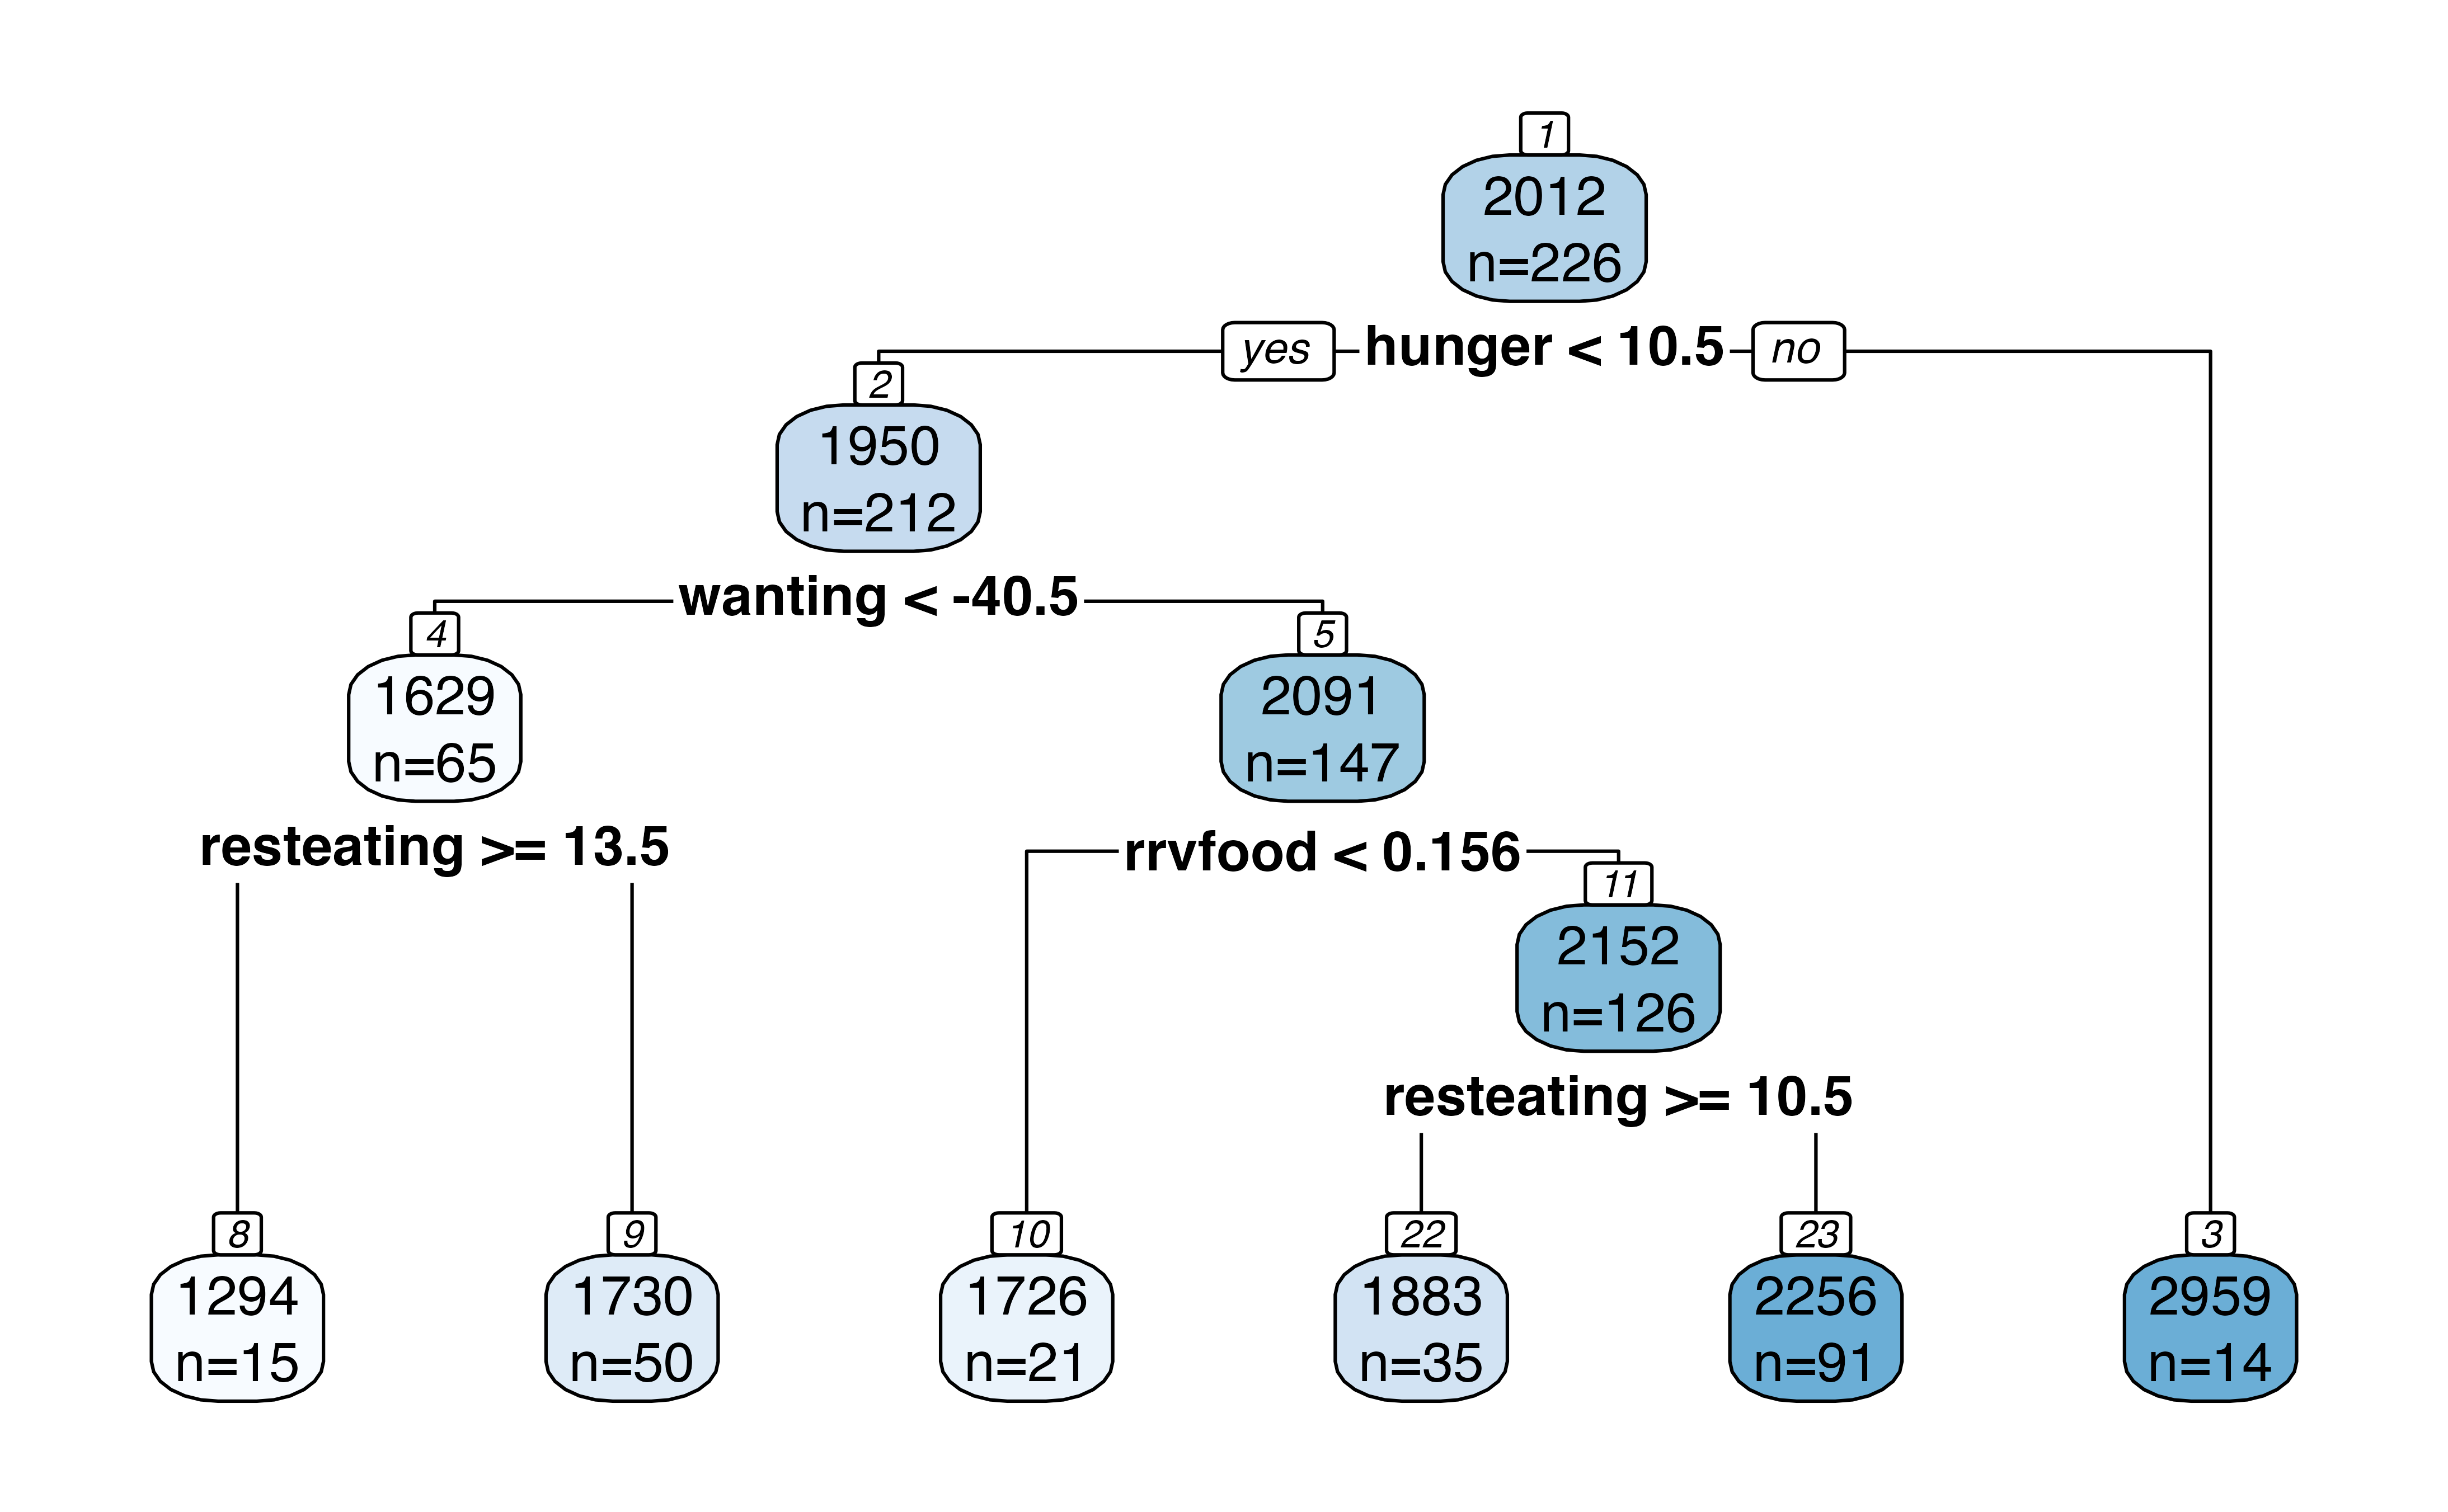 1
2012
n=226
yes hunger < 10.5 no
2
1950
n=212
wanting < -40.5
4
1629
n=65
5
2091
n=147
resteating >= 13.5
rrvfood < 0.156
11
2152
n=126
resteating >= 10.5
8
1294
n=15
9
1730
n=50
10
1726
n=21
22
1883
n=35
23
2256
n=91
3
2959
n=14